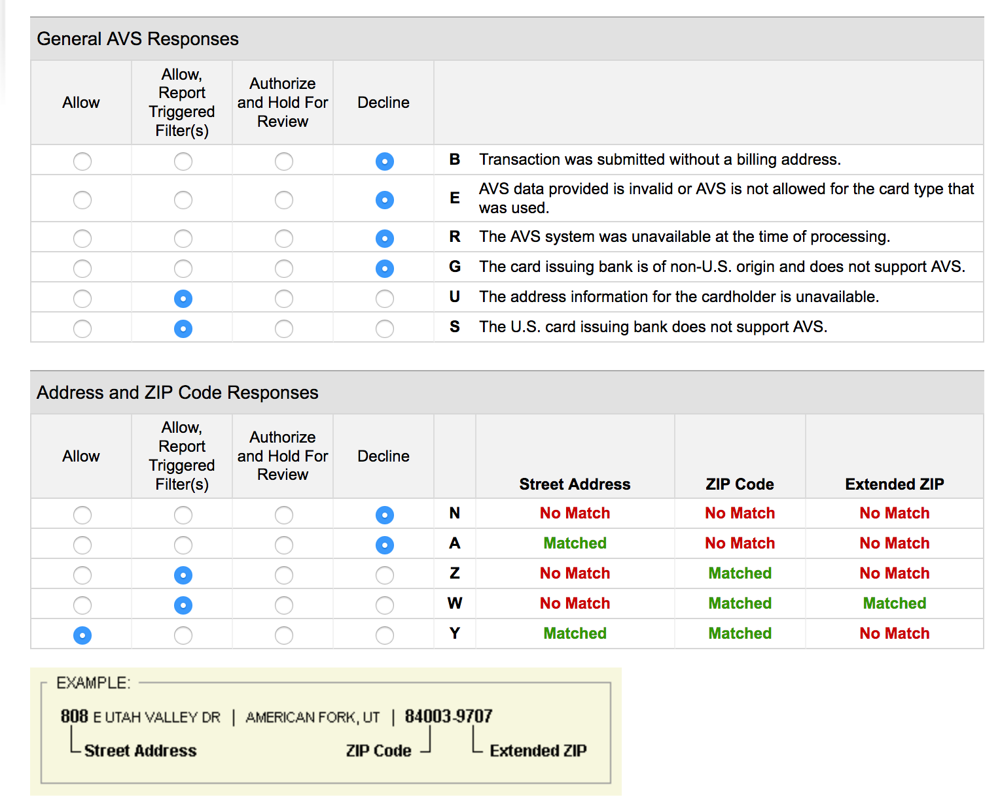 General AVS Responses
Allow
Allow,
Report
Triggered
Filter(s)
Authorize
and Hold For
Review
Decline
B Transaction was submitted without a billing address.
E AVS data provided is invalid or AVS is not allowed for the card type that
was used.
R The AVS system was unavailable at the time of processing.
G The card issuing bank is of non-U.S. origin and does not support AVS.
U The address information for the cardholder is unavailable.
S The U.S. card issuing bank does not support AVS.
Address and ZIP Code Responses
Allow
Allow,
Report
Triggered
Filter(s)
Authorize
and Hold For
Review
Decline
Street Address ZIP Code Extended ZIP
N No Match No Match No Match
A Matched No Match No Match
Z No Match Matched No Match
W No Match Matched Matched
Y Matched Matched No Match
EXAMPLE:
808 E UTAH VALLEY DR | AMERICAN FORK, UT | 84003-9707
Street Address ZIP Code Extended ZIP